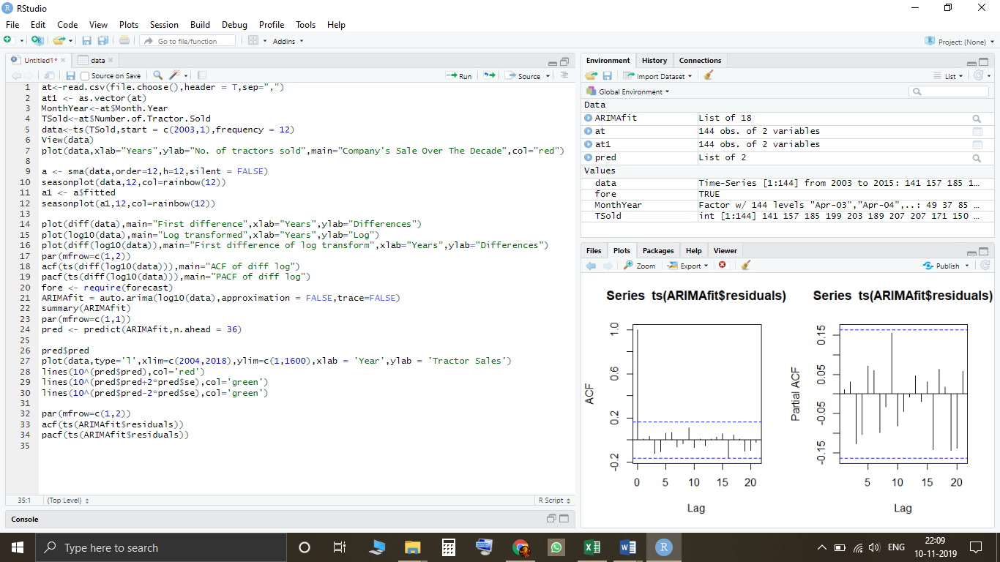 RStudio
File Edit Code View Plots Session Build Debug Profile Tools Help
Go to file/function Addins Project: (None)
Untitled1* data
Source on Save Run Source
1 at<-read.csv(file.choose(),header = T,sep=",")
2 at1 <- as.vector(at)
3 MonthYear<-at$Month.Year
4 TSold<-at$Number.of.Tractor.Sold
5 data<-ts(TSold,start = c(2003,1),frequency = 12)
6 View(data)
7 plot(data,xlab="Years",ylab="No. of tractors sold",main="Company's Sale Over The Decade",col="red")
8
9 a <- sma(data,order=12,h=12,silent = FALSE)
10 seasonplot(data,12,col=rainbow(12))
11 a1 <- a$fitted
12 seasonplot(a1,12,col=rainbow(12))
13
14 plot(diff(data),main="First difference",xlab="Years",ylab="Differences")
15 plot(log10(data),main="Log transformed",xlab="Years",ylab="Log")
16 plot(diff(log10(data)),main="First difference of log transform",xlab="Years",ylab="Differences")
17 par(mfrow=c(1,2))
18 acf(ts(diff(log10(data))),main="ACF of diff log")
19 pacf(ts(diff(log10(data))),main="PACF of diff log")
20 fore <- require(forecast)
21 ARIMAfit = auto.arima(log10(data),approximation = FALSE,trace=FALSE)
22 summary(ARIMAfit)
23 par(mfrow=c(1,1))
24 pred <- predict(ARIMAfit,n.ahead = 36)
25
26 pred$pred
27 plot(data,type='l',xlim=c(2004,2018),ylim=c(1,1600),xlab = 'Year',ylab = 'Tractor Sales')
28 lines(10^(pred$pred),col='red')
29 lines(10^(pred$pred+2*pred$se),col='green')
30 lines(10^(pred$pred-2*pred$se),col='green')
31
32 par(mfrow=c(1,2))
33 acf(ts(ARIMAfit$residuals))
34 pacf(ts(ARIMAfit$residuals))
35
35:1 (Top Level) R Script
Console
Environment History Connections
Import Dataset List
Global Environment
Data
ARIMAfit List of 18
at 144 obs. of 2 variables
at1 144 obs. of 2 variables
pred List of 2
Values
data Time-Series [1:144] from 2003 to 2015: 141 157 185 1…
fore TRUE
MonthYear Factor w/ 144 levels "Apr-03","Apr-04",..: 49 37 85 …
TSold int [1:144] 141 157 185 199 203 189 207 207 171 150 …
Files Plots Packages Help Viewer
Zoom Export Publish
Series ts(ARIMAfit$residuals) Series ts(ARIMAfit$residuals)
ACF
-0.2 0.2 0.6 1.0
0 5 10 15 20
Lag
Partial ACF
-0.15 -0.05 0.05 0.15
5 10 15 20
Lag
Type here to search
ENG
22:09
10-11-2019